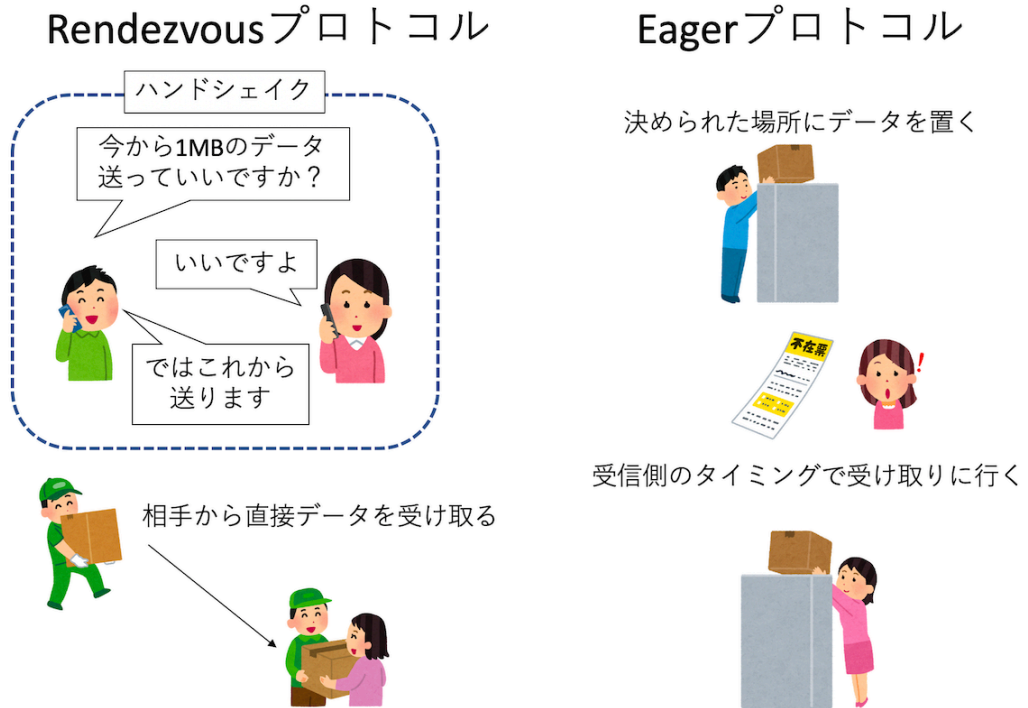 Rendezvousプロトコル
ハンドシェイク
今から1MBのデータ
送っていいですか？
いいですよ
ではこれから
送ります
相手から直接データを受け取る
Eagerプロトコル
決められた場所にデータを置く
不在票
!
受信側のタイミングで受け取りに行く